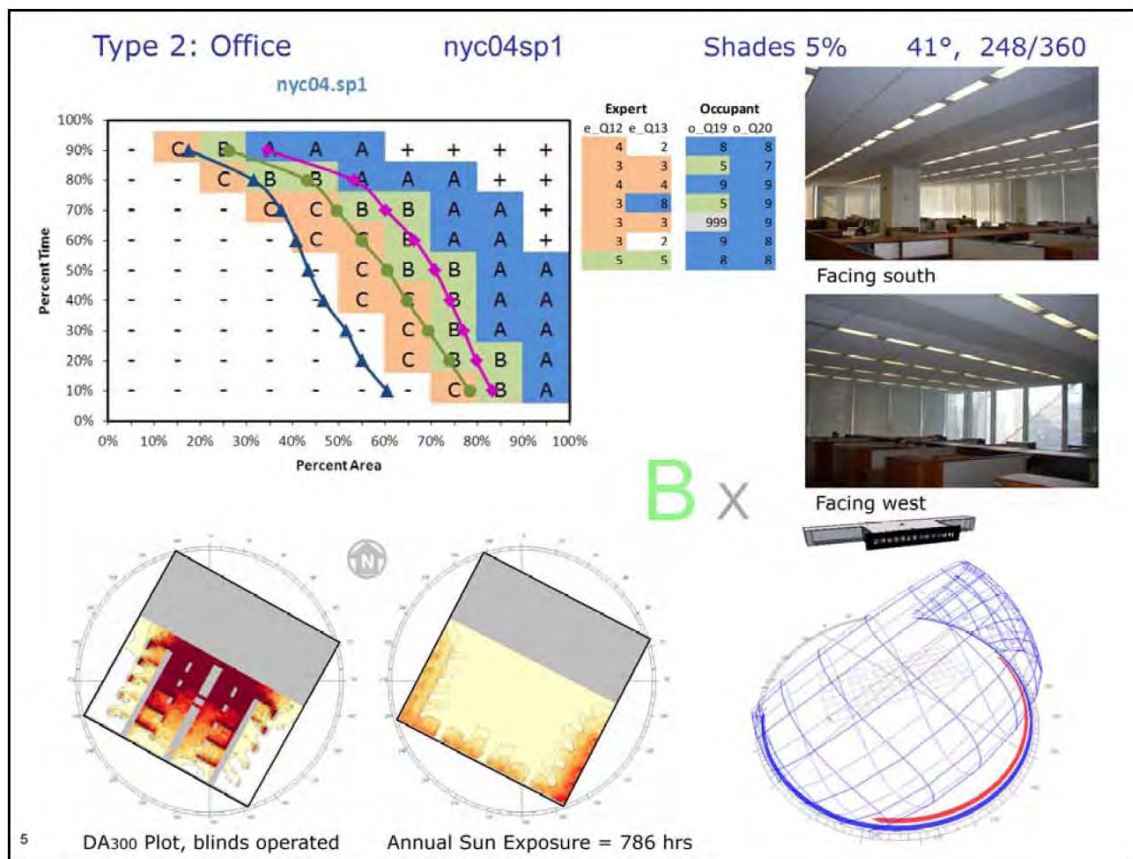 Type 2: Office nyc04sp1 Shades 5% 41°, 248/360
nyc04.sp1
Percent Time
100%
90% - C B A A A + + + +
80% - - C B B A A A + +
70% - - - C C B B A A +
60% - - - - C C B A A +
50% - - - - - C B B A A
40% - - - - - C C B A A
30% - - - - - - C B A A
20% - - - - - - C B B A
10% - - - - - - - C B A
0%
0% 10% 20% 30% 40% 50% 60% 70% 80% 90% 100%
Percent Area
Expert Occupant
e_Q12 e_Q13 o_Q19 o_Q20
4 2 8 8
3 3 5 7
4 4 9 9
3 8 5 9
3 3 999 9
3 2 9 8
5 5 8 8
Facing south
Facing west
B x
N
DA300 Plot, blinds operated
Annual Sun Exposure = 786 hrs
5